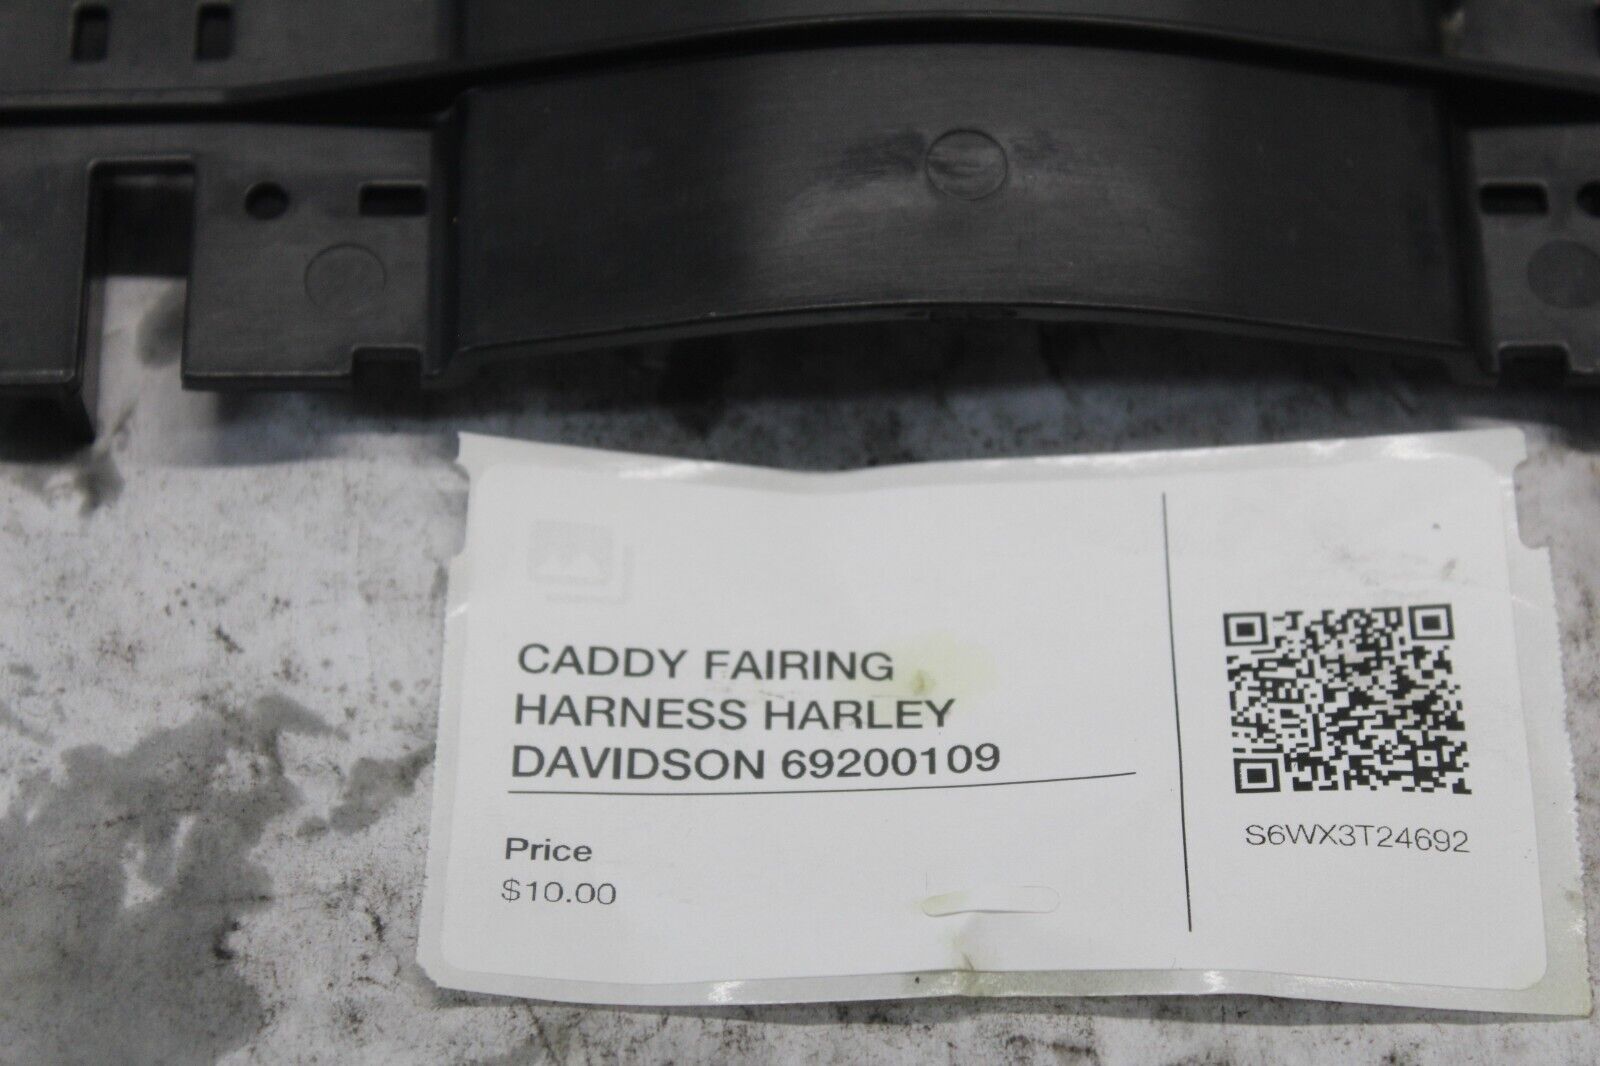 CADDY FAIRING
HARNESS HARLEY
DAVIDSON 69200109
Price
$10.00
S6WX3T24692